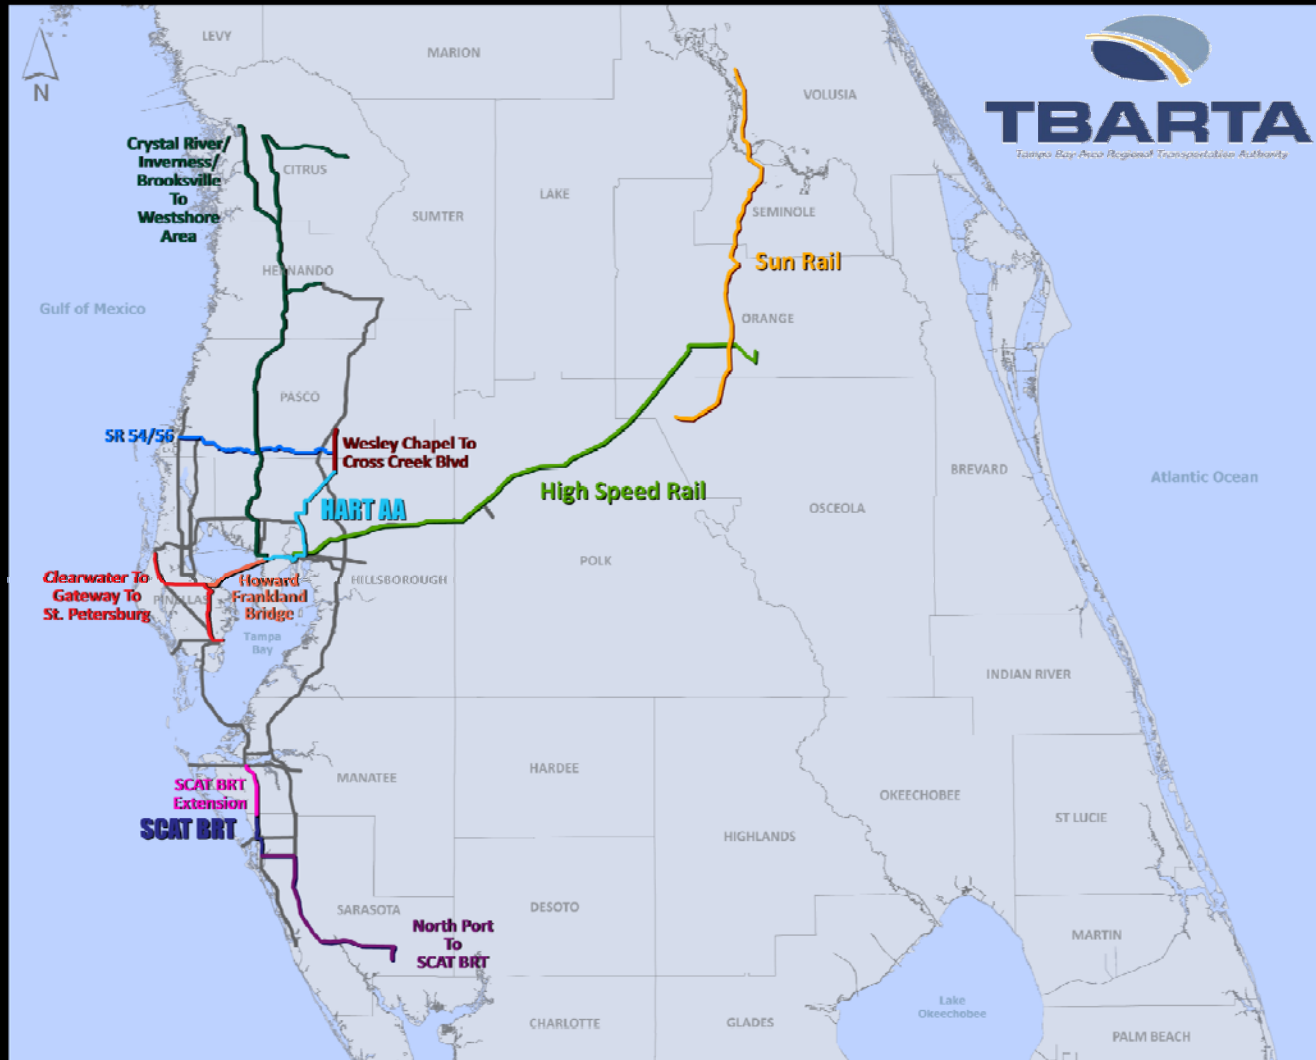 LEVY
MARION
VOLUSIA
TBARTA
Tampa Bay Area Regional Transportation Authority
N
Crystal River/
Inverness/
Brooksville
To
Westshore
Area
CITRUS
SUMTER
LAKE
SEMINOLE
Sun Rail
HERNANDO
Gulf of Mexico
ORANGE
PASCO
SR 54/56
Wesley Chapel To
Cross Creek Blvd
HART AA
High Speed Rail
BREVARD
Atlantic Ocean
OSCEOLA
POLK
Clearwater To
Gateway To
St. Petersburg
PINELLAS
Howard
Frankland
Bridge
HILLSBOROUGH
Tampa
Bay
INDIAN RIVER
SCAT BRT
Extension
SCAT BRT
MANATEE
HARDEE
OKEECHOBEE
ST LUCIE
HIGHLANDS
SARASOTA
DESOTO
North Port
To
SCAT BRT
MARTIN
Lake
Okeechobee
CHARLOTTE
GLADES
PALM BEACH